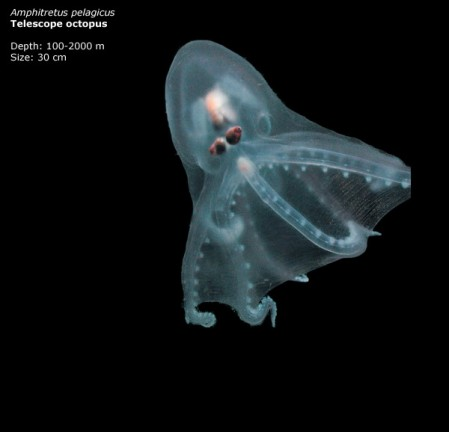 Amphitretus pelagicus
Telescope octopus
Depth: 100-2000 m
Size: 30 cm